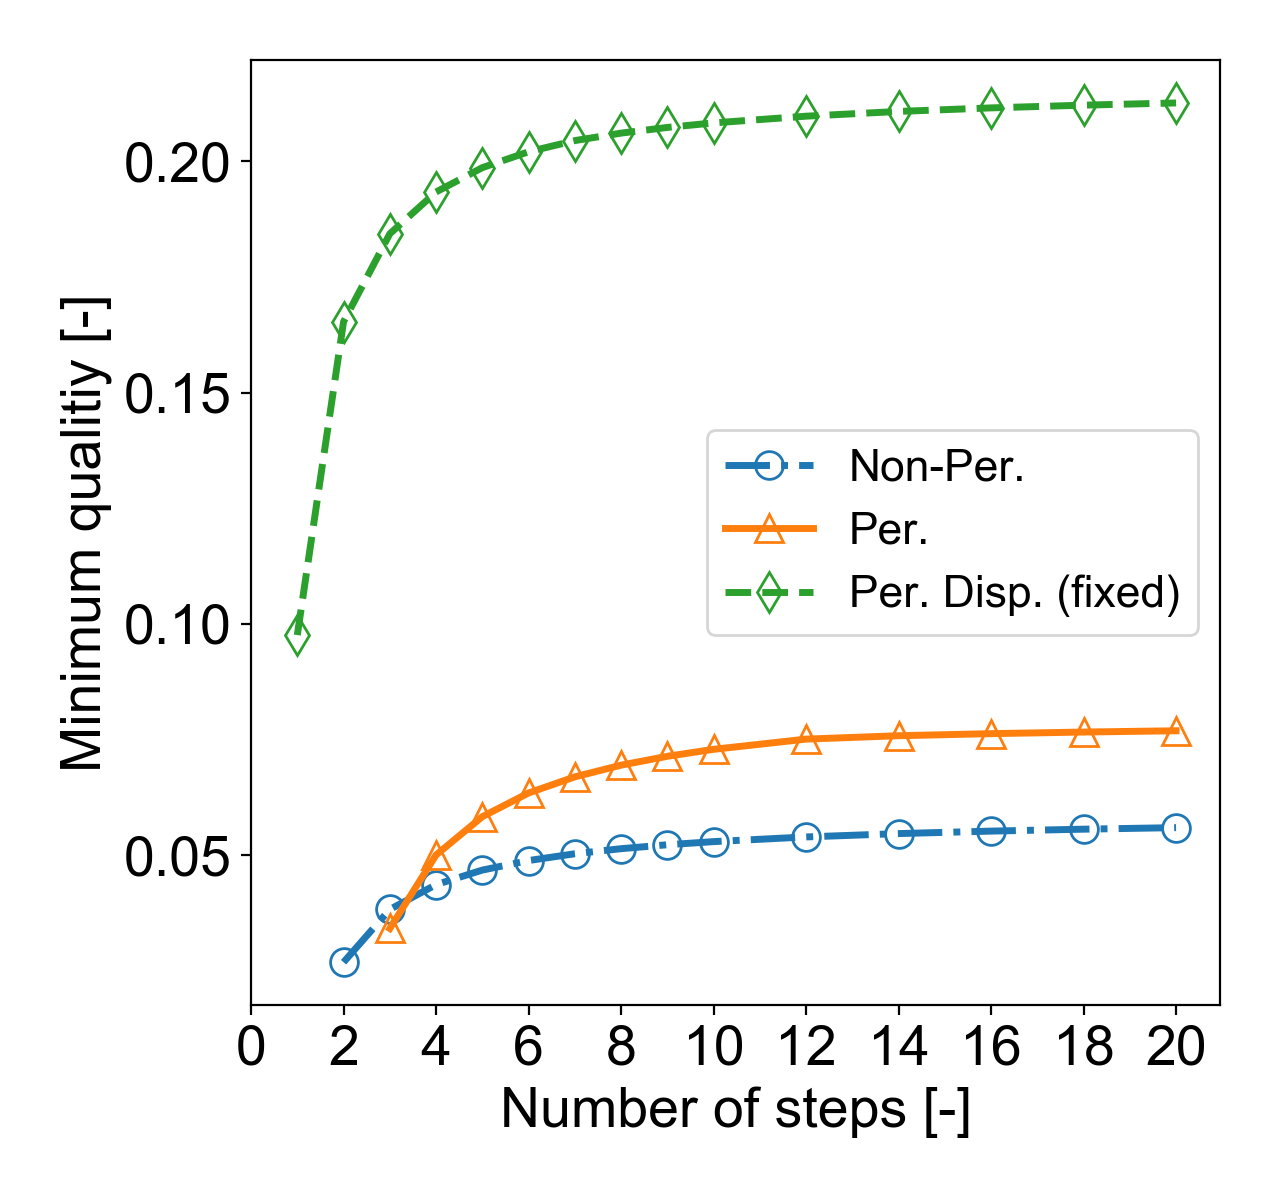 0.20
0.15
0.10
0.05
Minimum qualitiy [-]
Non-Per.
Per.
Per. Disp. (fixed)
0 2 4 6 8 10 12 14 16 18 20
Number of steps [-]